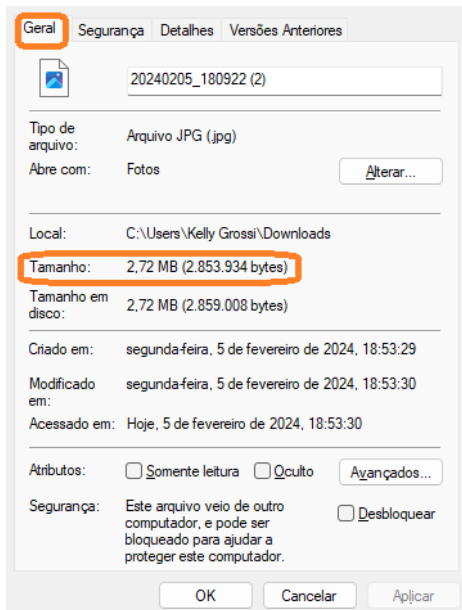 Geral Segurança Detalhes Versões Anteriores
20240205_180922 (2)
Tipo de
arquivo: Arquivo JPG (.jpg)
Abre com: Fotos Alterar...
Local: C:\Users\Kelly Grossi\Downloads
Tamanho: 2,72 MB (2.853.934 bytes)
Tamanho em
disco: 2,72 MB (2.859.008 bytes)
Criado em: segunda-feira, 5 de fevereiro de 2024, 18:53:29
Modificado
em: segunda-feira, 5 de fevereiro de 2024, 18:53:30
Acessado em: Hoje, 5 de fevereiro de 2024, 18:53:30
Atributos: Somente leitura Oculto Avançados...
Segurança: Este arquivo veio de outro
computador, e pode ser
bloqueado para ajudar a
proteger este computador.
Desbloquear
OK Cancelar Aplicar